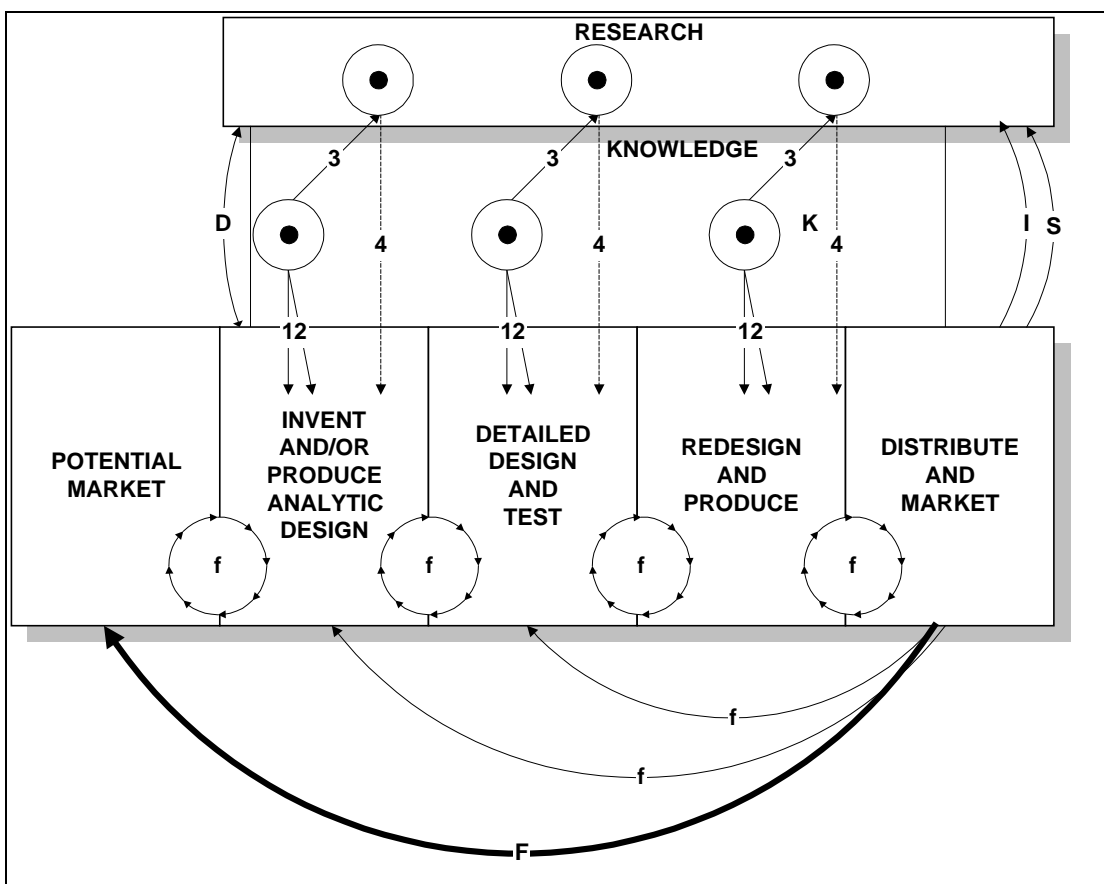 RESEARCH
KNOWLEDGE
3
3
3
D
4
4
K
4
I
S
12
12
12
POTENTIAL
MARKET
INVENT
AND/OR
PRODUCE
ANALYTIC
DESIGN
DETAILED
DESIGN
AND
TEST
REDESIGN
AND
PRODUCE
DISTRIBUTE
AND
MARKET
f
f
f
f
f
f
F